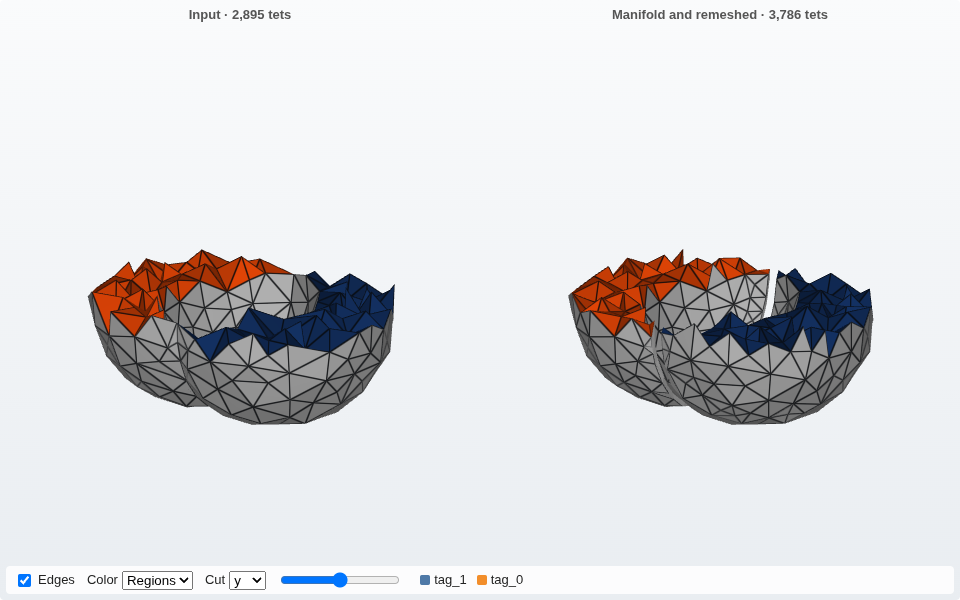 Input · 2,895 tets
Manifold and remeshed · 3,786 tets
Edges Color Regions Cut y tag_1 tag_0